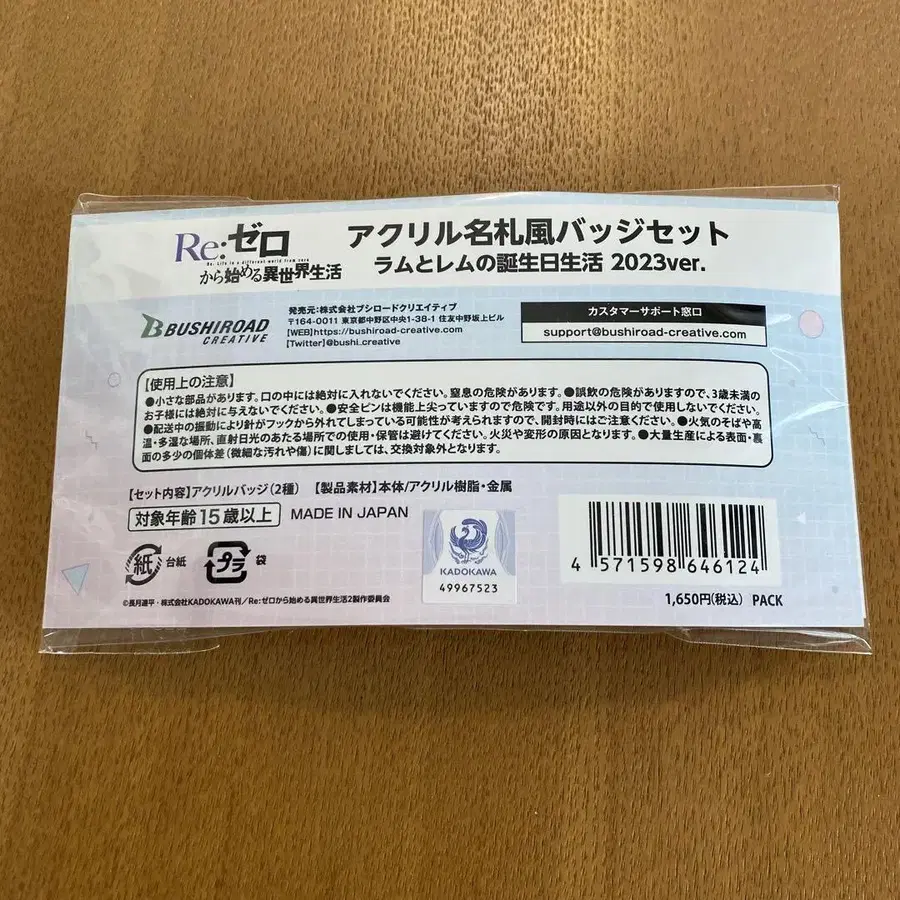 Re:ゼロ
Re: Life in a different world from zero
から始める異世界生活
アクリル名札風バッジセット
ラムとレムの誕生日生活 2023ver.
BUSHIROAD
CREATIVE
発売元:株式会社ブシロードクリエイティブ
〒164-0011 東京都中野区中央1-38-1 住友中野坂上ビル
【WEB】https://bushiroad-creative.com
【Twitter】@bushi_creative
カスタマーサポート窓口
support@bushiroad-creative.com
【使用上の注意】
●小さな部品があります。口の中には絶対に入れないでください。窒息の危険があります。●誤飲の危険がありますので、3歳未満の
お子様には絶対に与えないでください。●安全ピンは機能上尖っていますので危険です。用途以外の目的で使用しないでください。
●配送中の振動により針がフックから外れてしまっている可能性が考えられますので、開封時にはご注意ください。●火気のそばや高
温・多湿な場所、直射日光のあたる場所での使用・保管は避けてください。火災や変形の原因となります。●大量生産による表面・裏
面の多少の個体差(微細な汚れや傷)に関しましては、交換対象外となります。
【セット内容】アクリルバッジ(2種) 【製品素材】本体/アクリル樹脂・金属
対象年齢15歳以上 MADE IN JAPAN
紙 台紙 プラ 袋
KADOKAWA
49967523
4 571598 646124
1,650円(税込) PACK
©長月達平・株式会社KADOKAWA刊/Re:ゼロから始める異世界生活2製作委員会